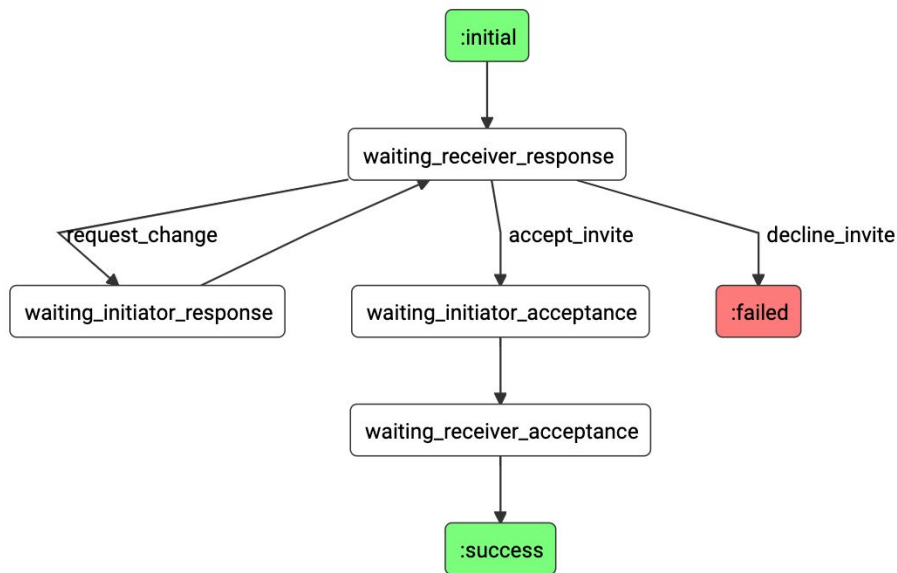 :initial
waiting_receiver_response
request_change
accept_invite
decline_invite
waiting_initiator_response
waiting_initiator_acceptance
:failed
waiting_receiver_acceptance
:success